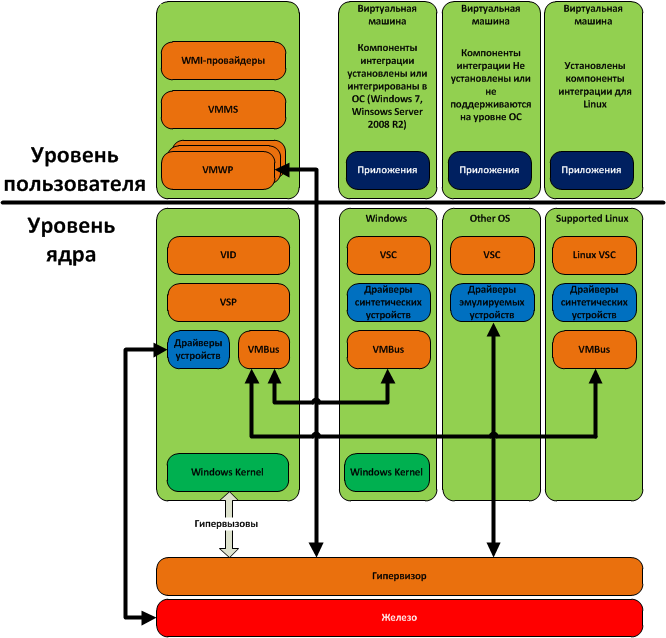 WMI-провайдеры
VMMS
VMWP
Виртуальная
машина
Компоненты
интеграции
установлены или
интегрированы в
ОС (Windows 7,
Winsows Server
2008 R2)
Приложения
Виртуальная
машина
Компоненты
интеграции Не
установлены или
не
поддерживаются
на уровне ОС
Приложения
Виртуальная
машина
Установлены
компоненты
интеграции для
Linux
Приложения
Уровень
пользователя
Уровень
ядра
VID
VSP
Драйверы
устройств
VMBus
Windows Kernel
Windows
VSC
Драйверы
синтетических
устройств
VMBus
Windows Kernel
Other OS
VSC
Драйверы
эмулируемых
устройств
Supported Linux
Linux VSC
Драйверы
синтетических
устройств
VMBus
Гипервызовы
Гипервизор
Железо